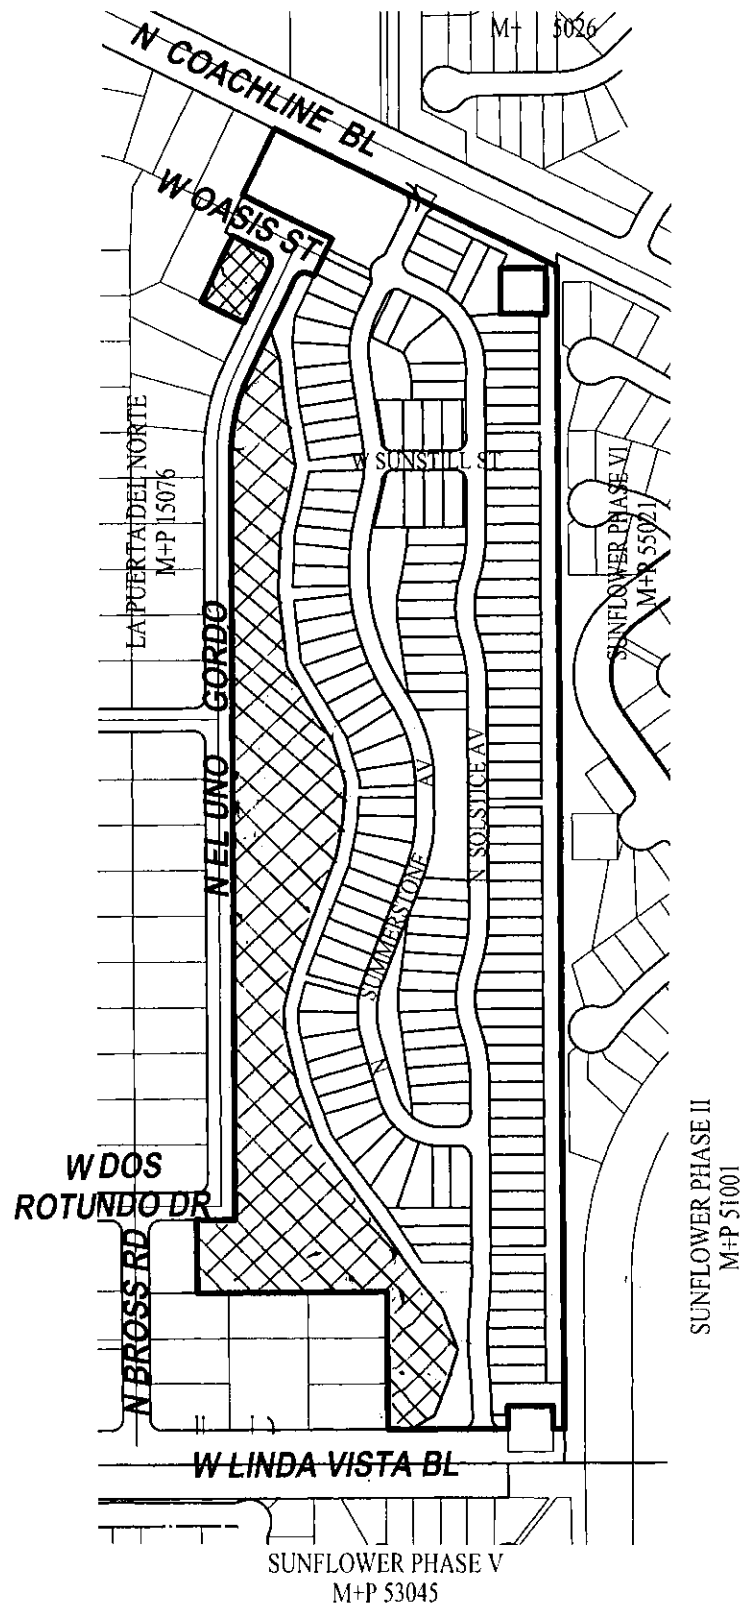 M+ 5026
N COACHLINE BL
W OASIS ST
LA PUERTA DEL NORTE
M+P 15076
W SUNSTILL ST
SUNFLOWER PHASE VI
M+P 55021
N EL UNO GORDO
N SOLSTICE AV
N SUMMERSTONE AV
W DOS
ROTUNDO DR
N BROSS RD
SUNFLOWER PHASE II
M+P 51001
W LINDA VISTA BL
SUNFLOWER PHASE V
M+P 53045